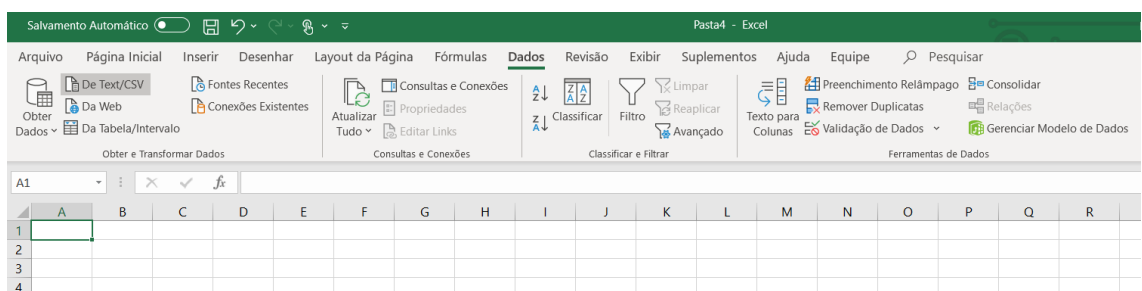 Salvamento Automático
Pasta4 - Excel
Arquivo Página Inicial Inserir Desenhar Layout da Página Fórmulas Dados Revisão Exibir Suplementos Ajuda Equipe Pesquisar
Obter Dados
De Text/CSV
Da Web
Da Tabela/Intervalo
Fontes Recentes
Conexões Existentes
Obter e Transformar Dados
Atualizar Tudo
Consultas e Conexões
Propriedades
Editar Links
Consultas e Conexões
Classificar
Filtro
Limpar
Reaplicar
Avançado
Classificar e Filtrar
Texto para Colunas
Preenchimento Relâmpago
Remover Duplicatas
Validação de Dados
Consolidar
Relações
Gerenciar Modelo de Dados
Ferramentas de Dados
A1 fx
A B C D E F G H I J K L M N O P Q R
1
2
3
4